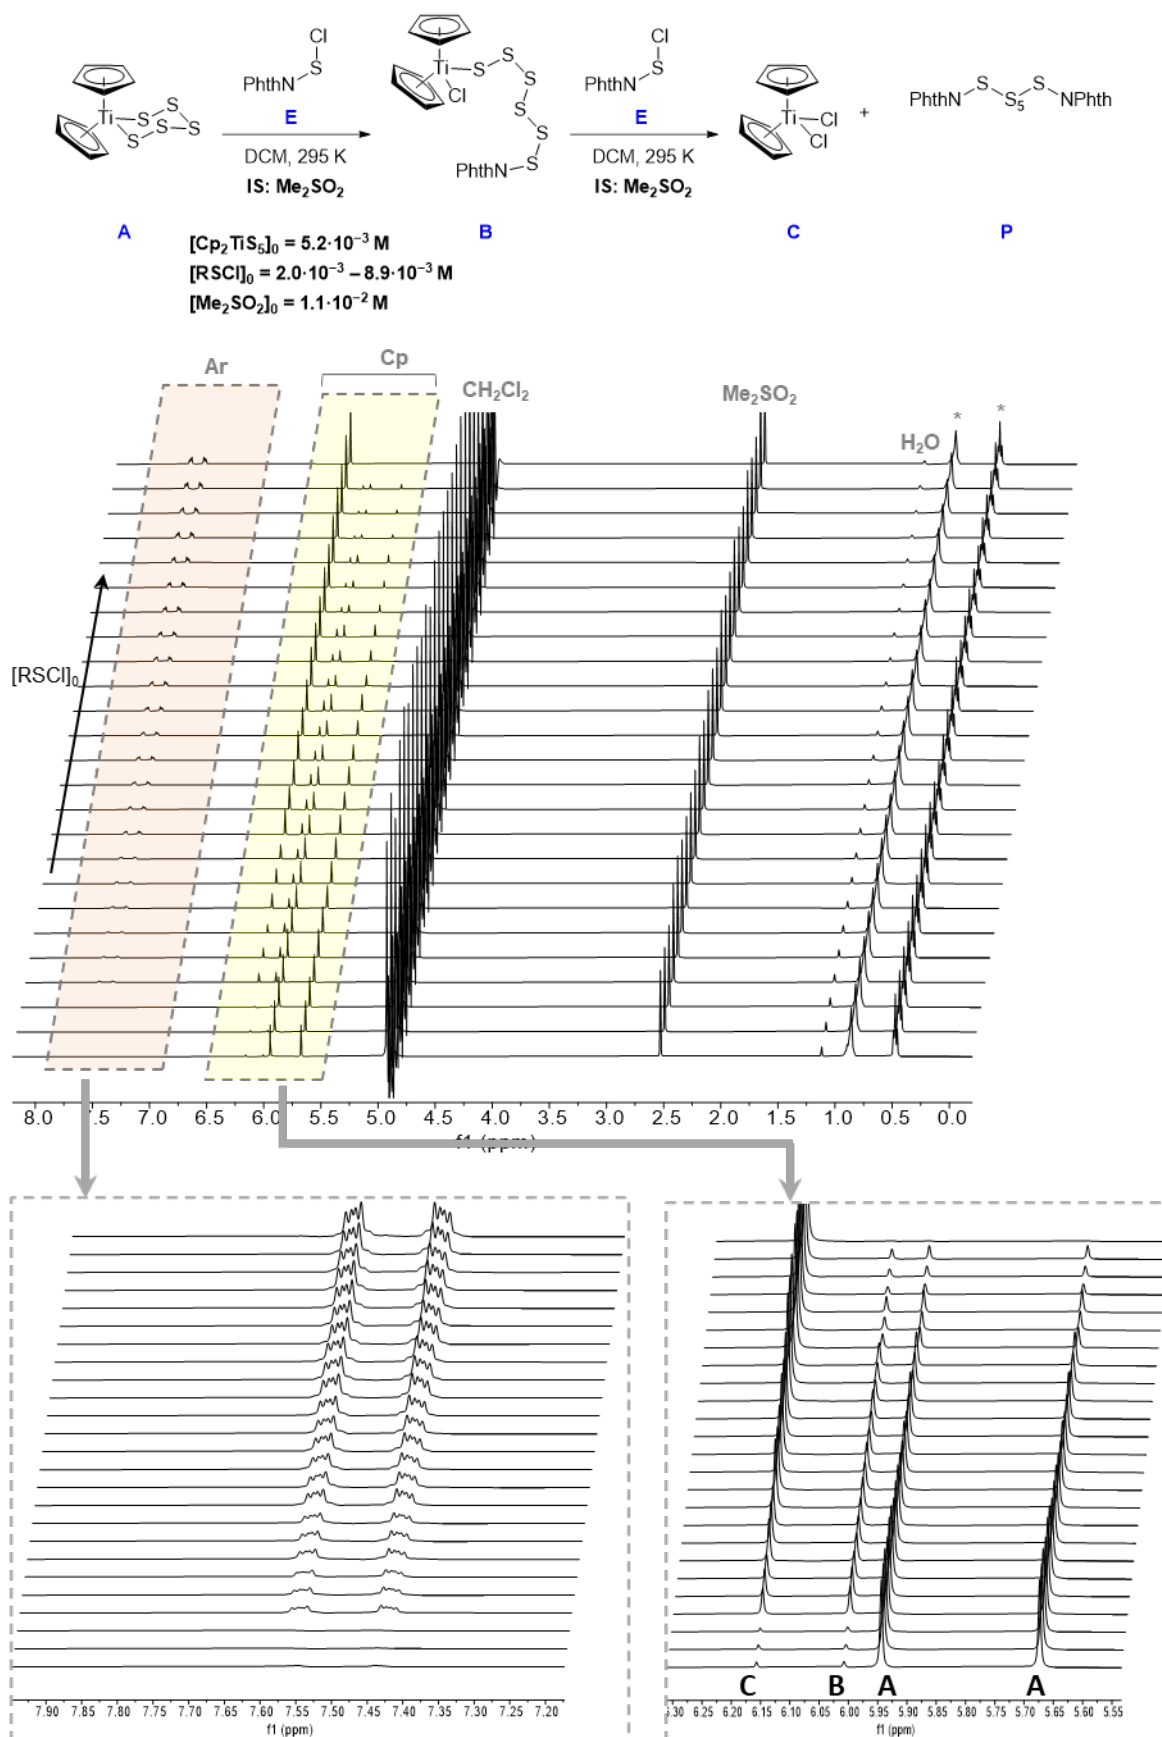 Cl
S
PhthN
E
DCM, 295 K
IS: Me₂SO₂
Ti
S
S
S
S
S
A
Ti
Cl
S
S
S
S
S
S
PhthN
B
Cl
S
PhthN
E
DCM, 295 K
IS: Me₂SO₂
Ti
Cl
Cl
C
+
PhthN S S₅ S NPhth
P
[Cp₂TiS₅]₀ = 5.2·10⁻³ M
[RSCl]₀ = 2.0·10⁻³ – 8.9·10⁻³ M
[Me₂SO₂]₀ = 1.1·10⁻² M
Ar
Cp
CH₂Cl₂
Me₂SO₂
H₂O
*
*
[RSCl]₀
8.0 7.5 7.0 6.5 6.0 5.5 5.0 4.5 4.0 3.5 3.0 2.5 2.0 1.5 1.0 0.5 0.0
f1 (ppm)
7.90 7.85 7.80 7.75 7.70 7.65 7.60 7.55 7.50 7.45 7.40 7.35 7.30 7.25 7.20
f1 (ppm)
C B A A
.30 6.25 6.20 6.15 6.10 6.05 6.00 5.95 5.90 5.85 5.80 5.75 5.70 5.65 5.60 5.55
f1 (ppm)